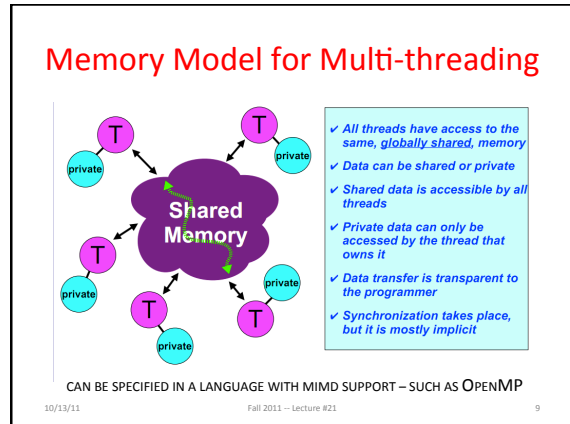 Memory Model for Multi-threading
T
private
T
private
Shared
Memory
T
private
T
private
T
private
✔ All threads have access to the
same, globally shared, memory
✔ Data can be shared or private
✔ Shared data is accessible by all
threads
✔ Private data can only be
accessed by the thread that
owns it
✔ Data transfer is transparent to
the programmer
✔ Synchronization takes place,
but it is mostly implicit
CAN BE SPECIFIED IN A LANGUAGE WITH MIMD SUPPORT – SUCH AS OPENMP
10/13/11
Fall 2011 -- Lecture #21
9